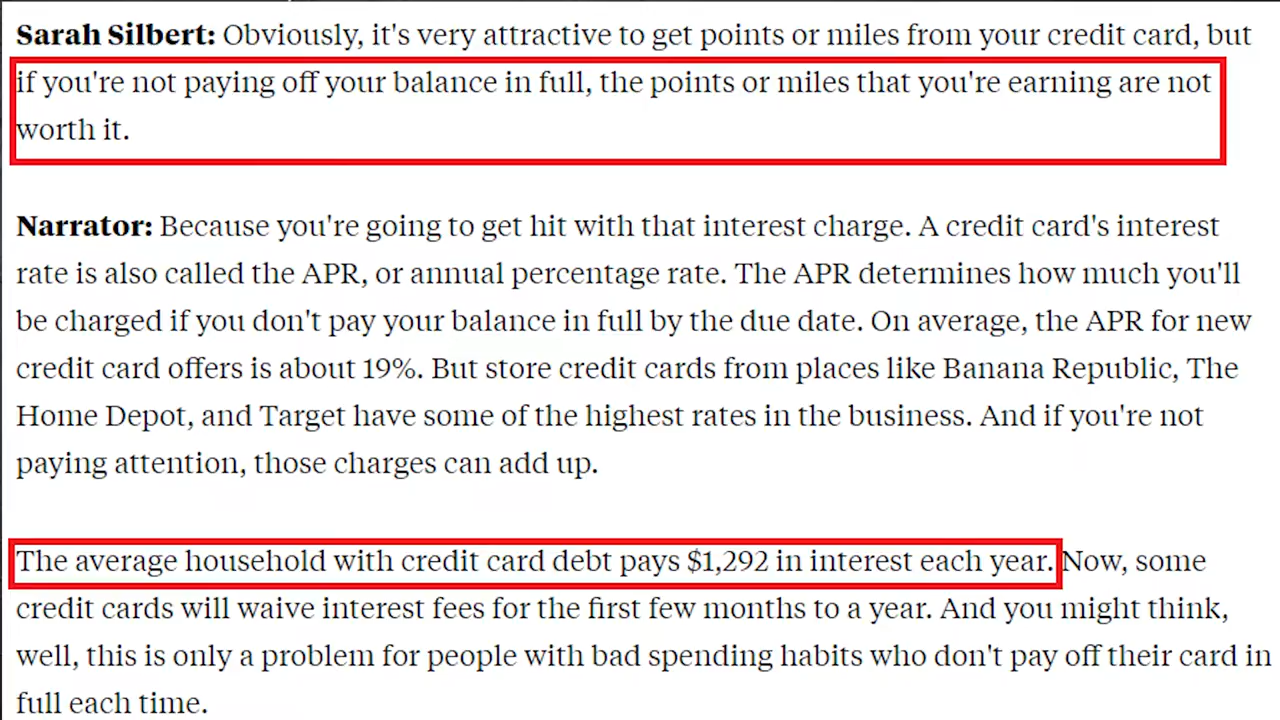 Sarah Silbert: Obviously, it's very attractive to get points or miles from your credit card, but
if you're not paying off your balance in full, the points or miles that you're earning are not
worth it.
Narrator: Because you're going to get hit with that interest charge. A credit card's interest
rate is also called the APR, or annual percentage rate. The APR determines how much you'll
be charged if you don't pay your balance in full by the due date. On average, the APR for new
credit card offers is about 19%. But store credit cards from places like Banana Republic, The
Home Depot, and Target have some of the highest rates in the business. And if you're not
paying attention, those charges can add up.
The average household with credit card debt pays $1,292 in interest each year. Now, some
credit cards will waive interest fees for the first few months to a year. And you might think,
well, this is only a problem for people with bad spending habits who don't pay off their card in
full each time.